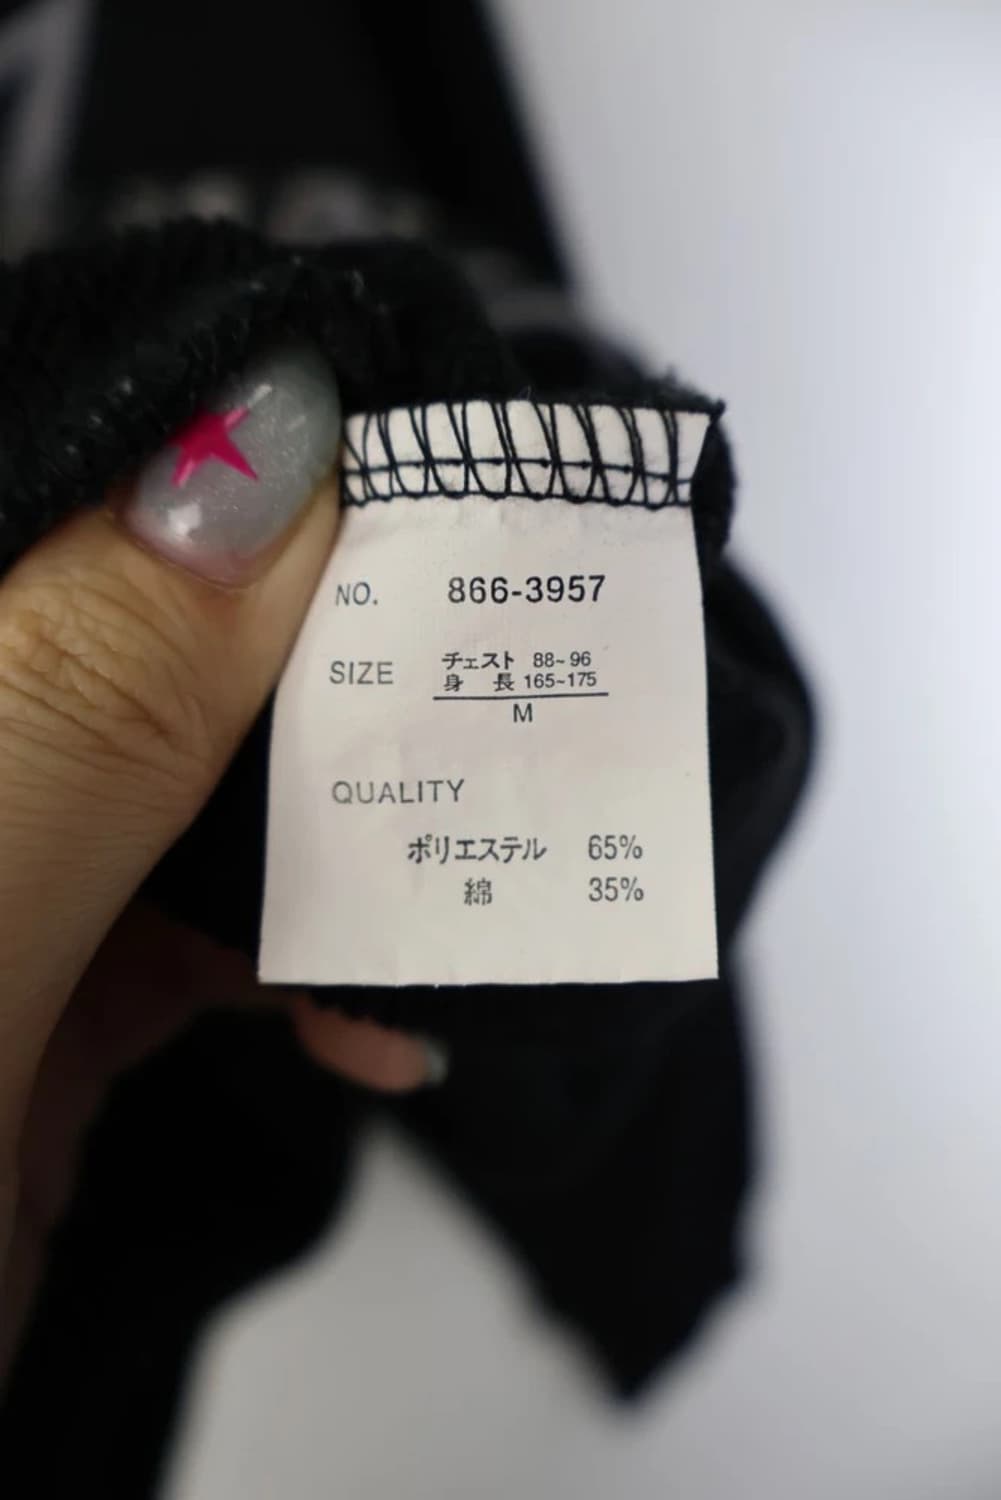 NO. 866-3957
SIZE チェスト 88~96
身 長 165~175
M
QUALITY
ポリエステル 65%
綿 35%